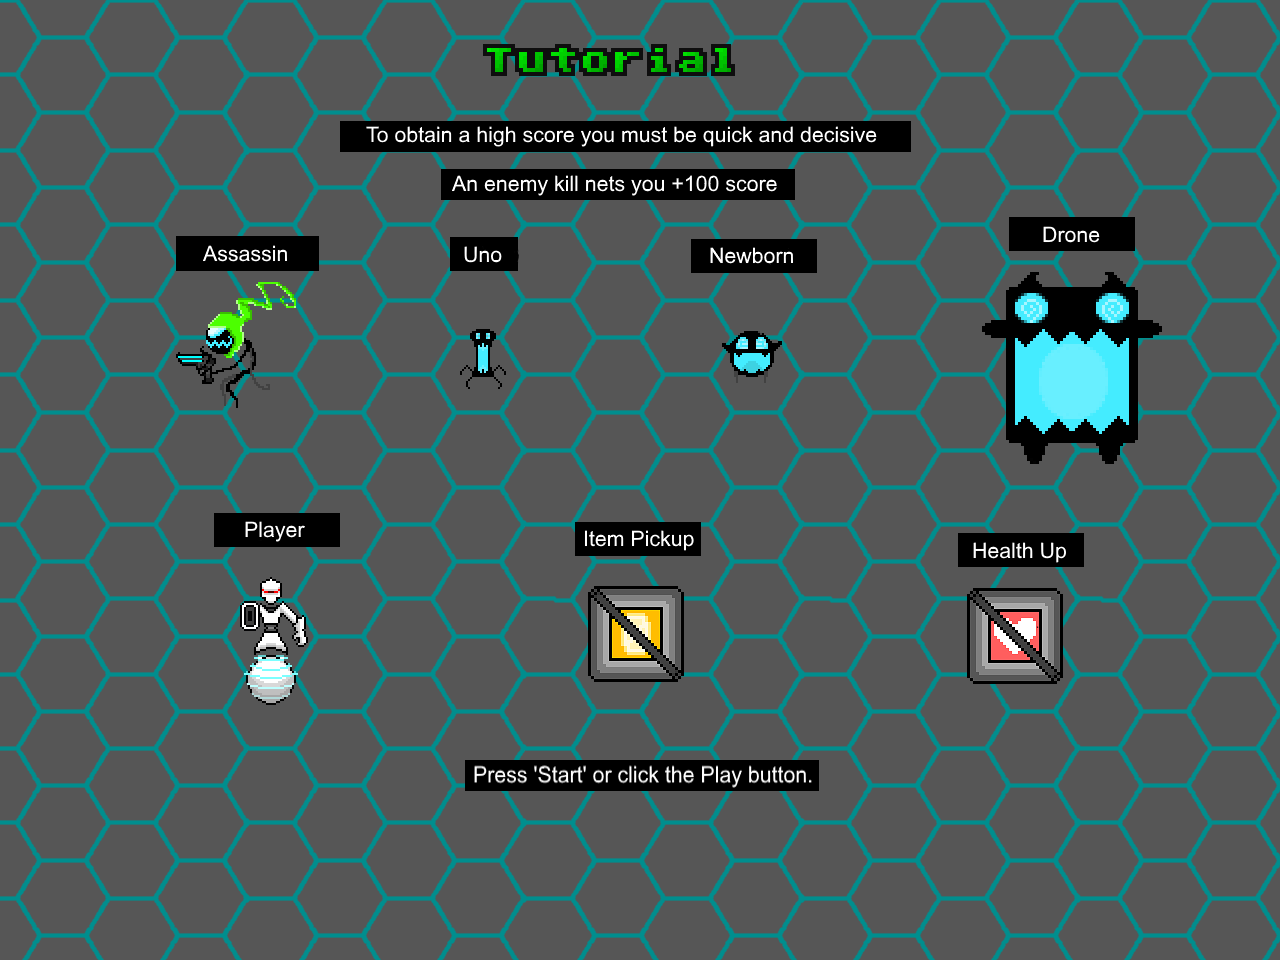 Tutorial
To obtain a high score you must be quick and decisive
An enemy kill nets you +100 score
Assassin
Uno
Newborn
Drone
Player
Item Pickup
Health Up
Press 'Start' or click the Play button.